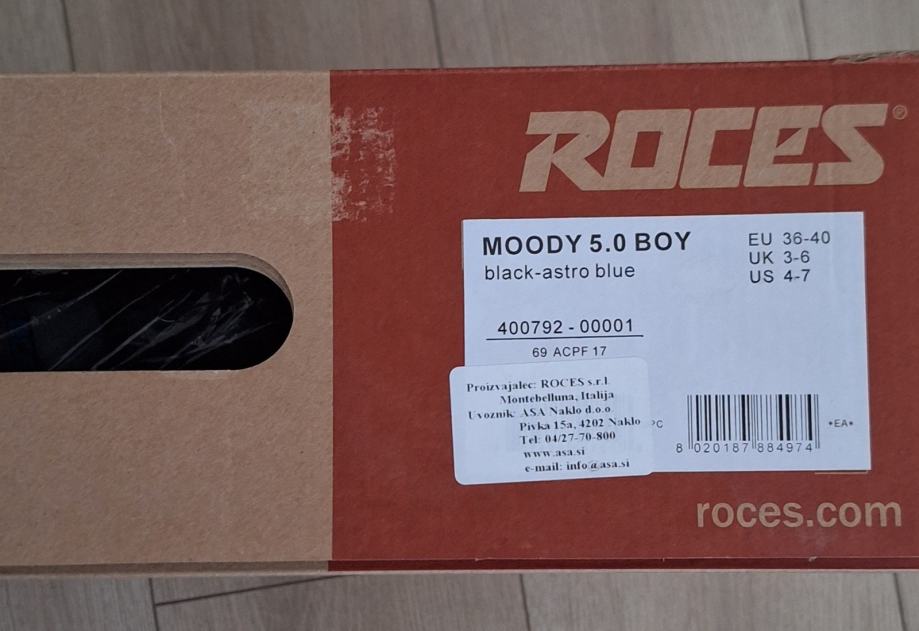 ROCES®
MOODY 5.0 BOY
black-astro blue
EU 36-40
UK 3-6
US 4-7
400792 - 00001
69 ACPF 17
Proizvajalec: ROCES s.r.l.
Montebelluna, Italija
Uvoznik: ASA Naklo d.o.o.
Pivka 15a, 4202 Naklo
Tel: 04/27-70-800
www.asa.si
e-mail: info@asa.si
PC
*EA*
8 020187 884974
roces.com